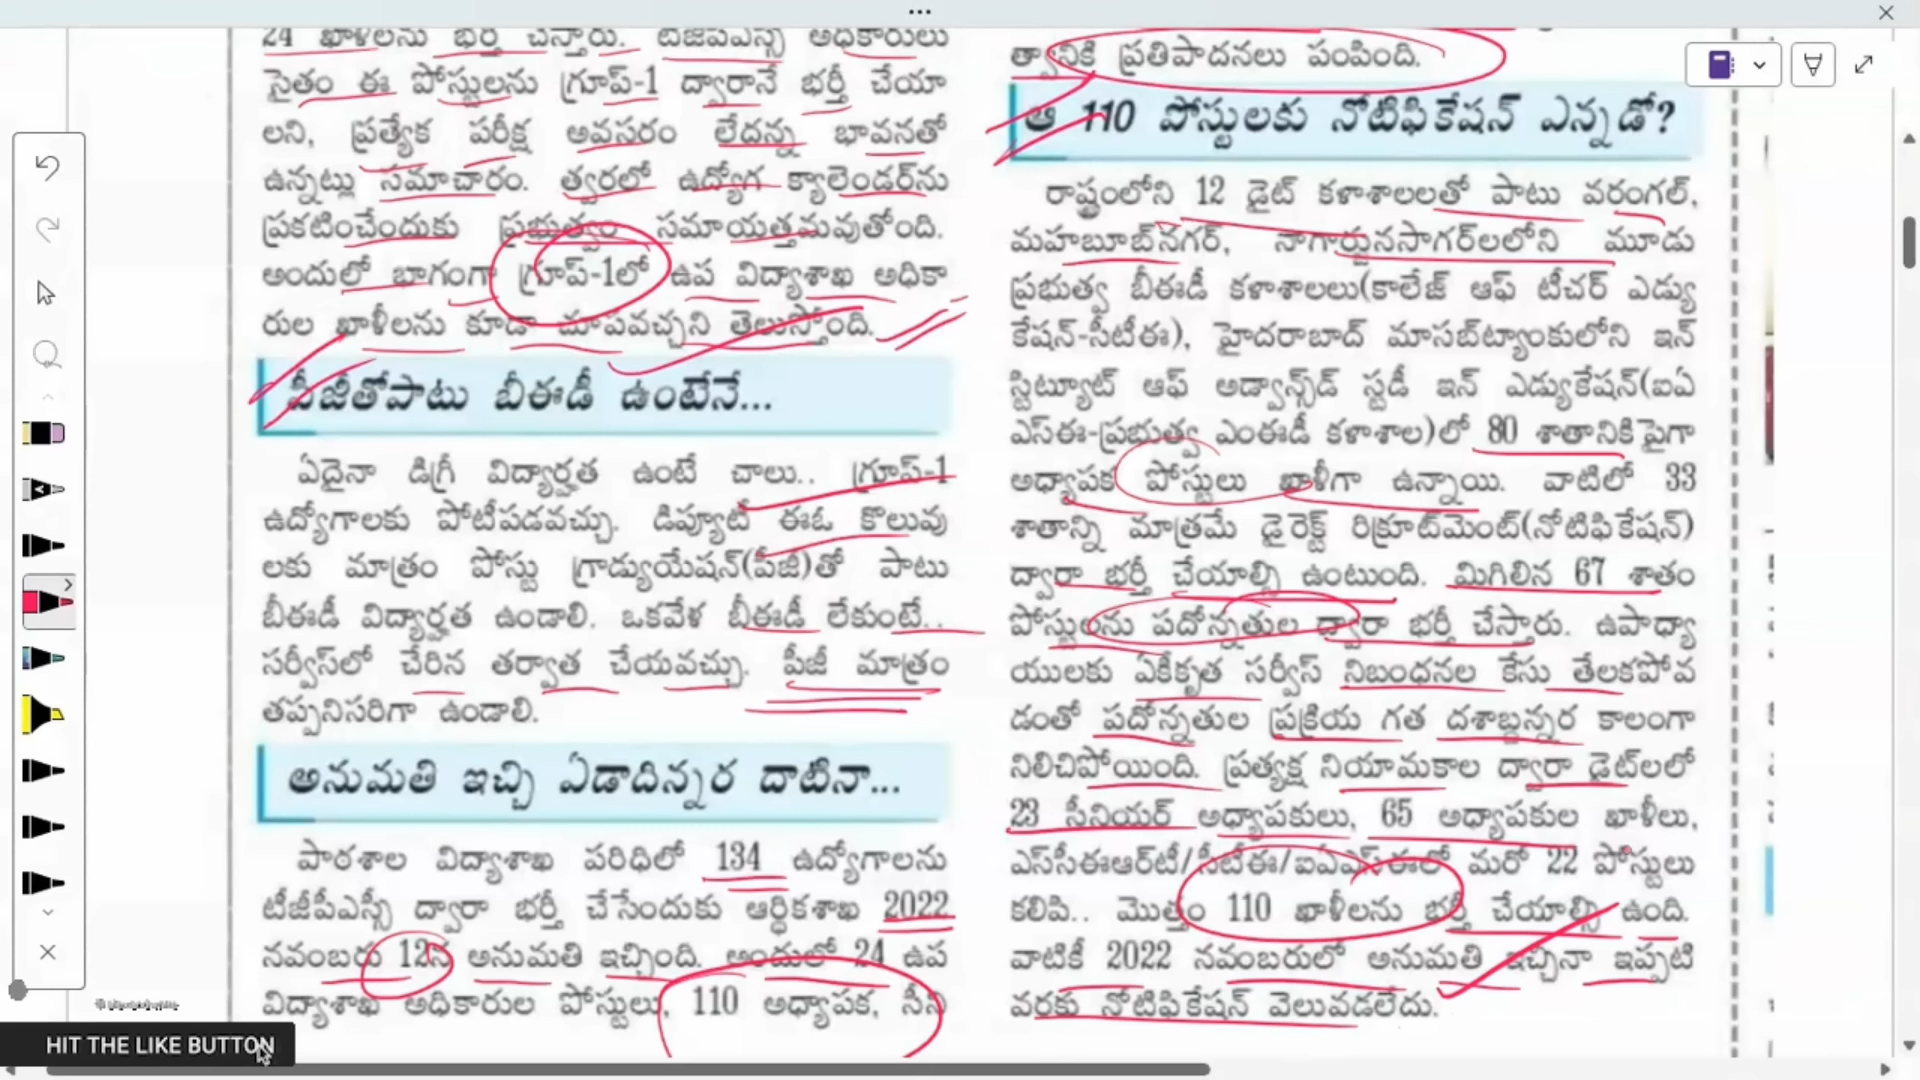 24 ఖాళీలను భర్తీ చేస్తారు. టీజీపీఎస్సీ అధికారులు
సైతం ఈ పోస్టులను గ్రూప్-1 ద్వారానే భర్తీ చేయా
లని, ప్రత్యేక పరీక్ష అవసరం లేదన్న భావనతో
ఉన్నట్లు సమాచారం. త్వరలో ఉద్యోగ క్యాలెండర్‌ను
ప్రకటించేందుకు ప్రభుత్వం సమాయత్తమవుతోంది.
అందులో బాగంగా గ్రూప్-1లో ఉప విద్యాశాఖ అధికా
రుల ఖాళీలను కూడా చూపవచ్చని తెలుస్తోంది.
పీజీతోపాటు బీఈడీ ఉంటేనే...
ఏదైనా డిగ్రీ విద్యార్హత ఉంటే చాలు.. గ్రూప్-1
ఉద్యోగాలకు పోటీపడవచ్చు. డిప్యూటీ ఈఓ కొలువు
లకు మాత్రం పోస్టు గ్రాడ్యుయేషన్(పీజీ)తో పాటు
బీఈడీ విద్యార్హత ఉండాలి. ఒకవేళ బీఈడీ లేకుంటే..
సర్వీస్‌లో చేరిన తర్వాత చేయవచ్చు. పీజీ మాత్రం
తప్పనిసరిగా ఉండాలి.
అనుమతి ఇచ్చి ఏడాదిన్నర దాటినా...
పాఠశాల విద్యాశాఖ పరిధిలో 134 ఉద్యోగాలను
టీజీపీఎస్సీ ద్వారా భర్తీ చేసేందుకు ఆర్థికశాఖ 2022
నవంబరు 12న అనుమతి ఇచ్చింది. అందులో 24 ఉప
విద్యాశాఖ అధికారుల పోస్టులు, 110 అధ్యాపక, సీని
త్వానికి ప్రతిపాదనలు పంపింది.
ఆ 110 పోస్టులకు నోటిఫికేషన్ ఎన్నడో?
రాష్ట్రంలోని 12 డైట్ కళాశాలలతో పాటు వరంగల్,
మహబూబ్‌నగర్, నాగార్జునసాగర్‌లలోని మూడు
ప్రభుత్వ బీఈడీ కళాశాలలు(కాలేజ్ ఆఫ్ టీచర్ ఎడ్యు
కేషన్-సీటీఈ), హైదరాబాద్ మాసబ్‌ట్యాంకులోని ఇన్
స్టిట్యూట్ ఆఫ్ అడ్వాన్స్‌డ్ స్టడీ ఇన్ ఎడ్యుకేషన్(ఐఏ
ఎస్ఈ-ప్రభుత్వ ఎంఈడీ కళాశాల)లో 80 శాతానికిపైగా
అధ్యాపక పోస్టులు ఖాళీగా ఉన్నాయి. వాటిలో 33
శాతాన్ని మాత్రమే డైరెక్ట్ రిక్రూట్‌మెంట్(నోటిఫికేషన్)
ద్వారా భర్తీ చేయాల్సి ఉంటుంది. మిగిలిన 67 శాతం
పోస్టులను పదోన్నతుల ద్వారా భర్తీ చేస్తారు. ఉపాధ్యా
యులకు ఏకీకృత సర్వీస్ నిబంధనల కేసు తేలకపోవ
డంతో పదోన్నతుల ప్రక్రియ గత దశాబ్దన్నర కాలంగా
నిలిచిపోయింది. ప్రత్యక్ష నియామకాల ద్వారా డైట్‌లలో
23 సీనియర్ అధ్యాపకులు, 65 అధ్యాపకుల ఖాళీలు,
ఎస్‌సీఈఆర్‌టీ/సీటీఈ/ఐఏఎస్ఈలో మరో 22 పోస్టులు
కలిపి.. మొత్తం 110 ఖాళీలను భర్తీ చేయాల్సి ఉంది.
వాటికీ 2022 నవంబరులో అనుమతి ఇచ్చినా ఇప్పటి
వరకు నోటిఫికేషన్ వెలువడలేదు.
HIT THE LIKE BUTTON